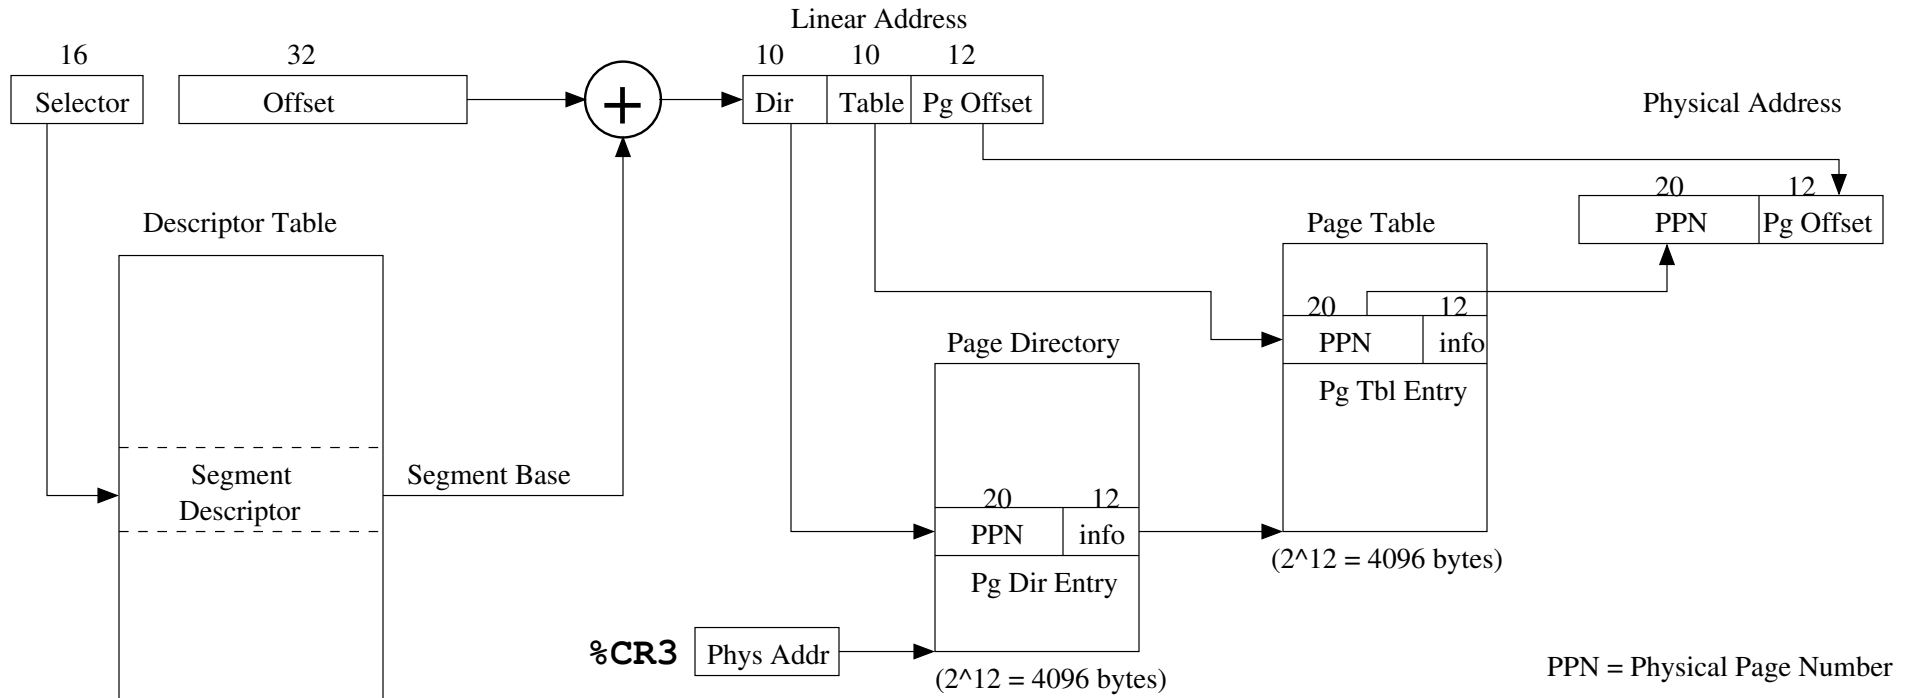 Linear Address
16
32
10
10
12
Selector
Offset
+
Dir
Table
Pg Offset
Physical Address
20
12
PPN
Pg Offset
Descriptor Table
Page Table
20
12
PPN
info
Pg Tbl Entry
Page Directory
Segment
Descriptor
Segment Base
20
12
PPN
info
Pg Dir Entry
(2^12 = 4096 bytes)
%CR3
Phys Addr
(2^12 = 4096 bytes)
PPN = Physical Page Number